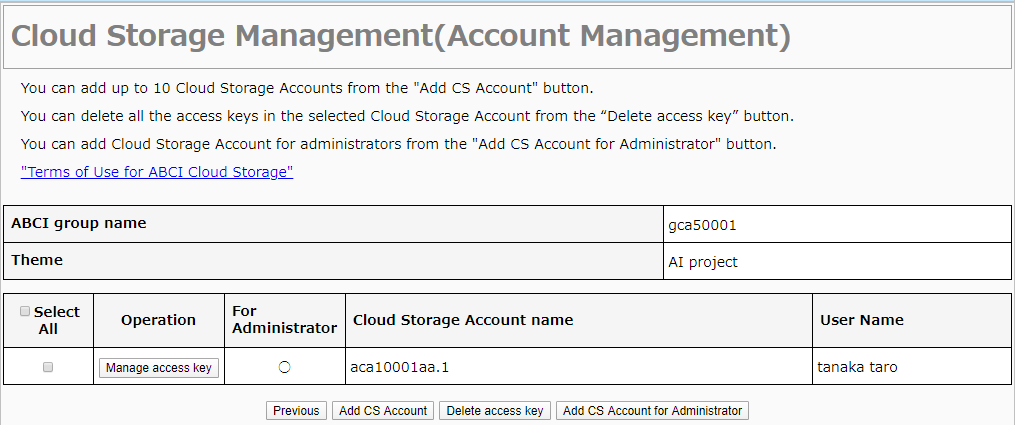 Cloud Storage Management(Account Management)
You can add up to 10 Cloud Storage Accounts from the "Add CS Account" button.
You can delete all the access keys in the selected Cloud Storage Account from the “Delete access key” button.
You can add Cloud Storage Account for administrators from the "Add CS Account for Administrator" button.
"Terms of Use for ABCI Cloud Storage"
ABCI group name gca50001
Theme AI project
Select All Operation For Administrator Cloud Storage Account name User Name
Manage access key ○ aca10001aa.1 tanaka taro
Previous Add CS Account Delete access key Add CS Account for Administrator